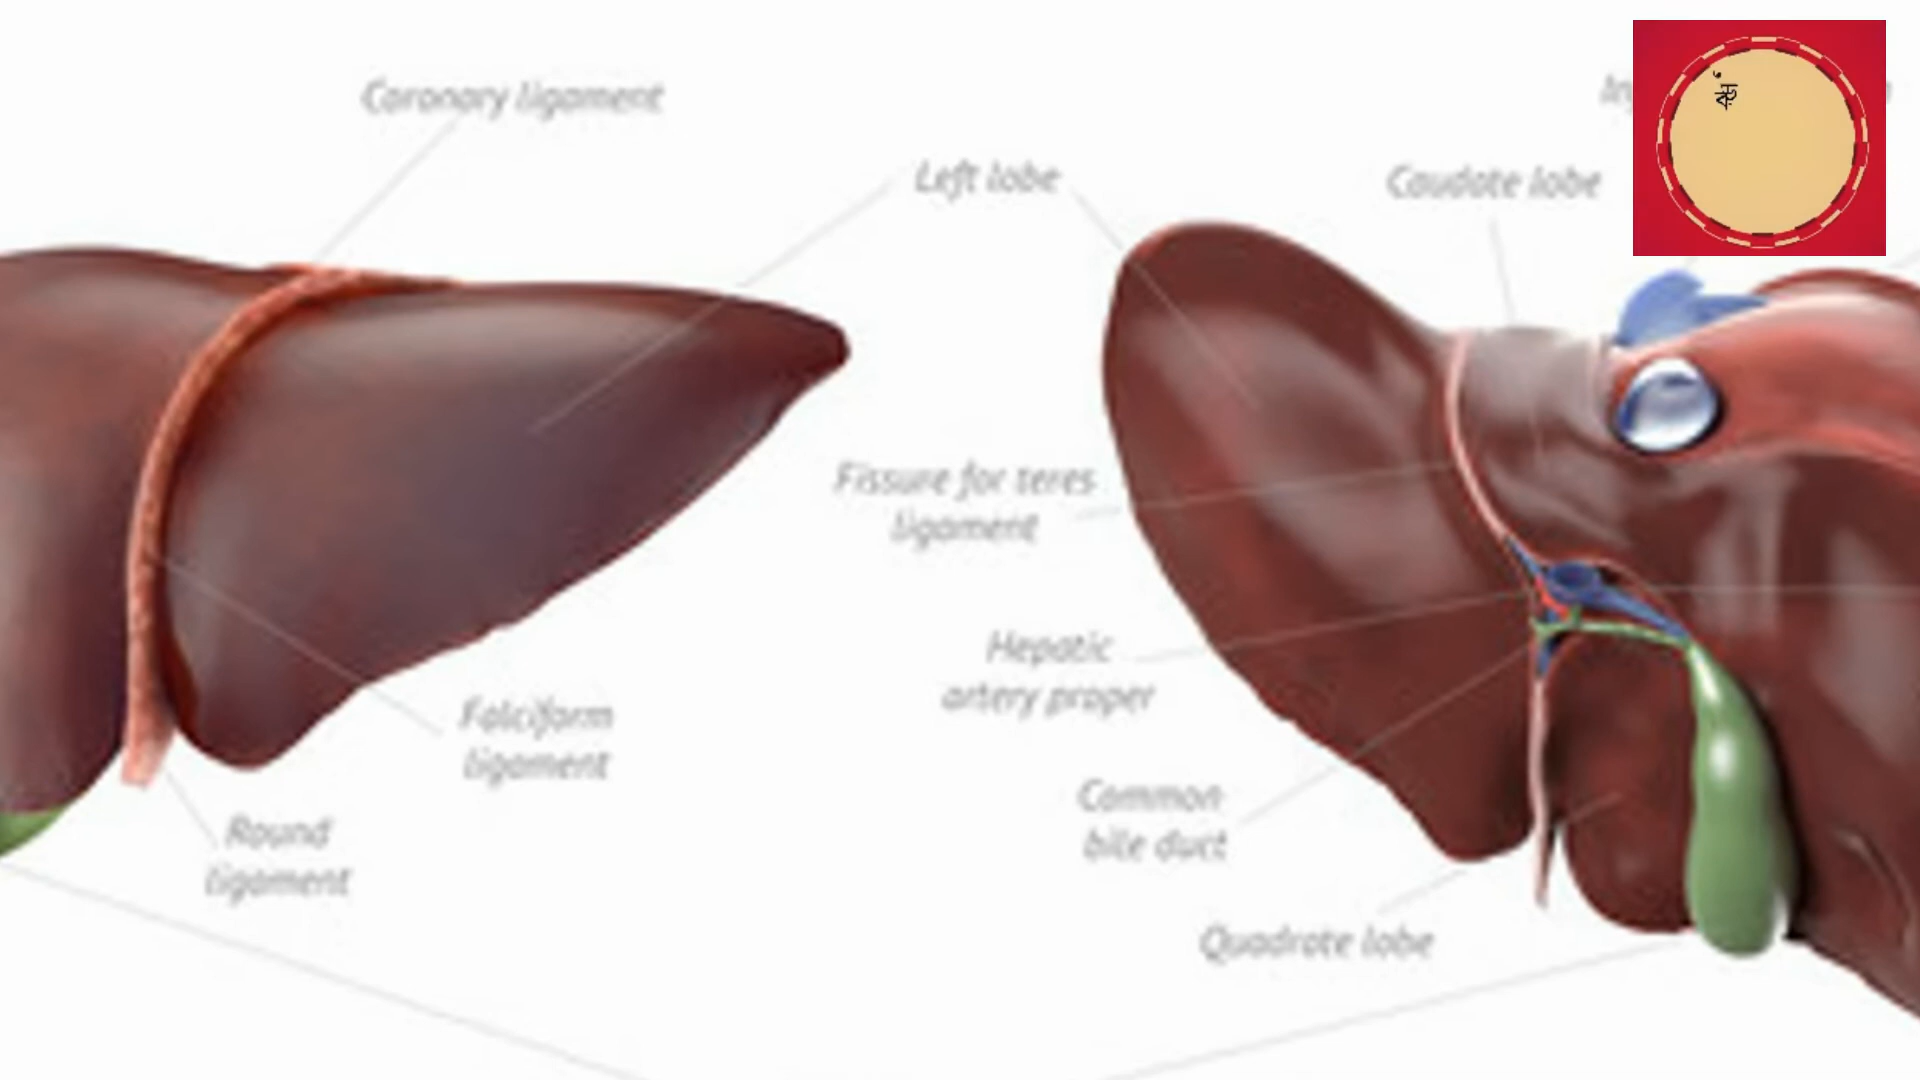 Coronary ligament
Left lobe
Caudate lobe
Fissure for teres
ligament
Hepatic
artery proper
Falciform
ligament
Common
bile duct
Round
ligament
Quadrate lobe